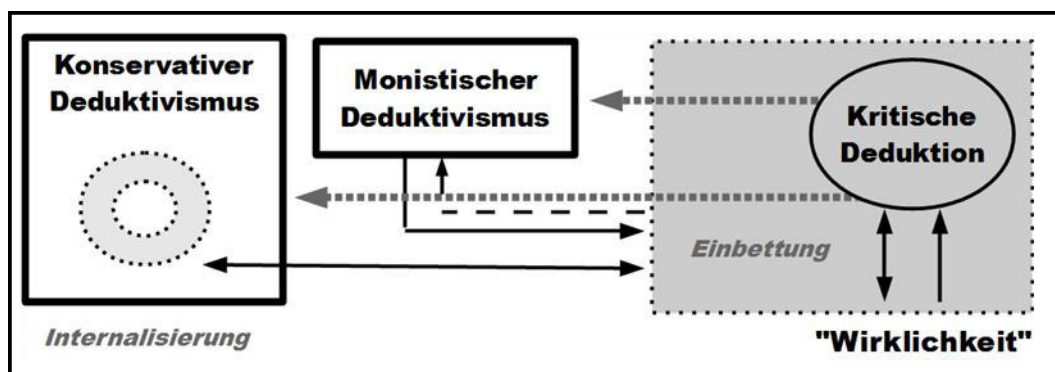 Konservativer
Deduktivismus
Monistischer
Deduktivismus
Kritische
Deduktion
Einbettung
Internalisierung
"Wirklichkeit"